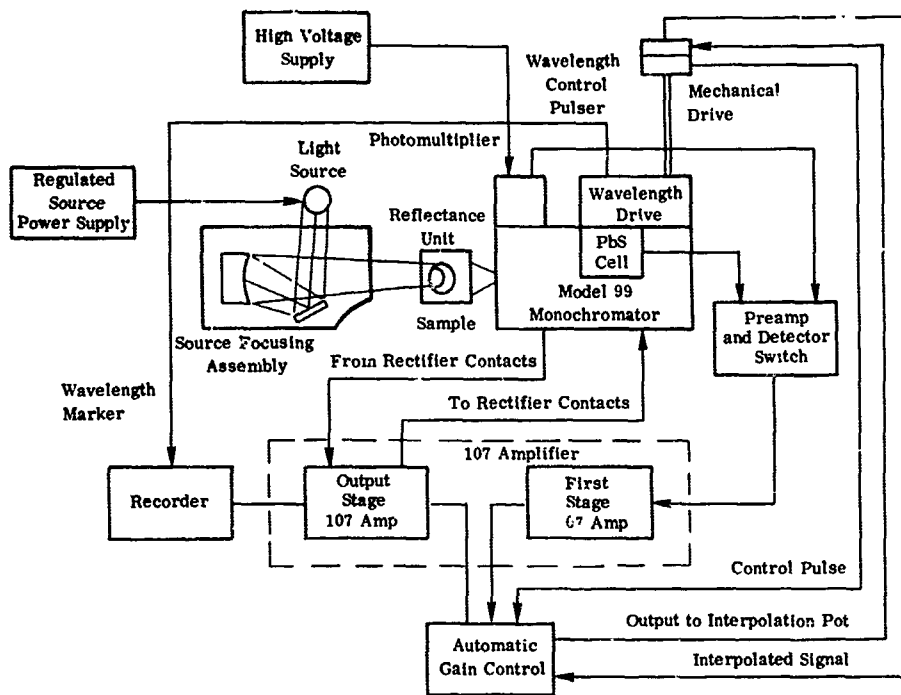 High Voltage
Supply
Wavelength
Control
Pulser
Mechanical
Drive
Photomultiplier
Light
Source
Regulated
Source
Power Supply
Reflectance
Unit
Wavelength
Drive
PbS
Cell
Model 99
Monochromator
Sample
Preamp
and Detector
Switch
Source Focusing
Assembly
From Rectifier Contacts
To Rectifier Contacts
Wavelength
Marker
107 Amplifier
Recorder
Output
Stage
107 Amp
First
Stage
Amp
Control Pulse
Output to Interpolation Pot
Automatic
Gain Control
Interpolated Signal